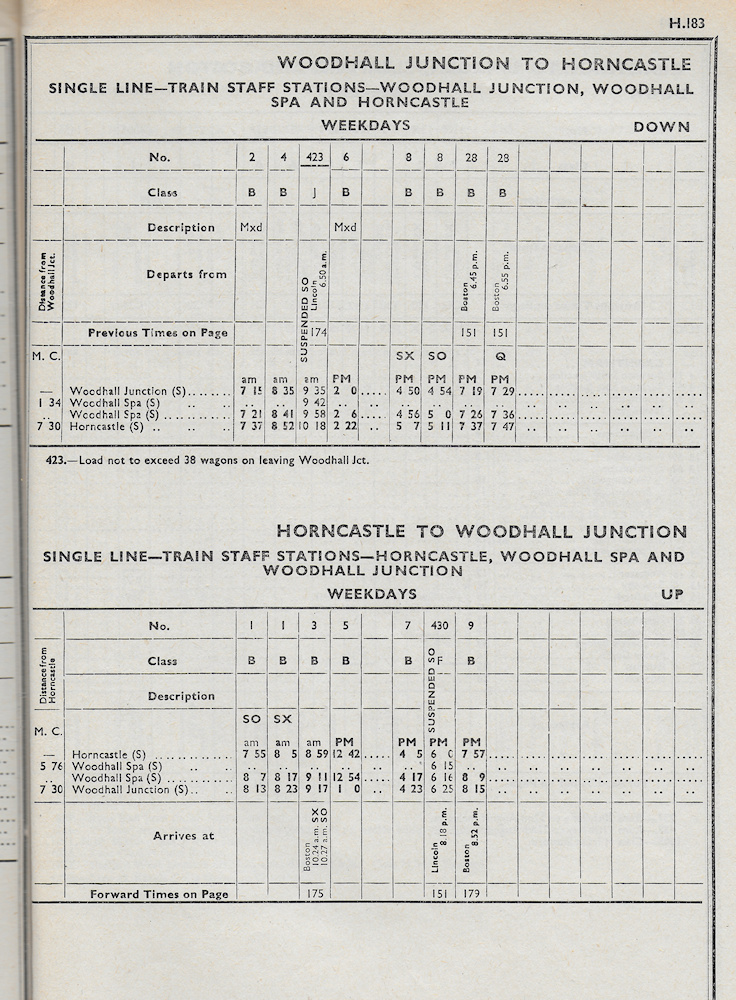 H.183
WOODHALL JUNCTION TO HORNCASTLE
SINGLE LINE—TRAIN STAFF STATIONS—WOODHALL JUNCTION, WOODHALL
SPA AND HORNCASTLE
WEEKDAYS DOWN
No. 2 4 423 6 8 8 28 28
Class B B J B B B B B
Description Mxd Mxd
Distance from Woodhall Jct.
Departs from SUSPENDED SO Lincoln 6.50 a.m. Boston 6.45 p.m. Boston 6.55 p.m.
Previous Times on Page 174 151 151
M. C. SX SO Q
am am am PM PM PM PM PM
— Woodhall Junction (S) 7 15 8 35 9 35 2 0 4 50 4 54 7 19 7 29
1 34 Woodhall Spa (S) .. .. 9 42 .. .. .. .. ..
.. Woodhall Spa (S) 7 21 8 41 9 58 2 6 4 56 5 0 7 26 7 36
7 30 Horncastle (S) .. .. 7 37 8 52 10 18 2 22 .. 5 7 5 11 7 37 7 47
423.—Load not to exceed 38 wagons on leaving Woodhall Jct.
HORNCASTLE TO WOODHALL JUNCTION
SINGLE LINE—TRAIN STAFF STATIONS—HORNCASTLE, WOODHALL SPA AND
WOODHALL JUNCTION
WEEKDAYS UP
No. 1 1 3 5 7 430 9
Distance from Horncastle
Class B B B B B F B
SUSPENDED SO
Description
SO SX
M. C.
am am am PM PM PM PM
— Horncastle (S) 7 55 8 5 8 59 12 42 4 5 6 0 7 57
5 76 Woodhall Spa (S) .. .. .. .. .. 6 15
.. Woodhall Spa (S) 8 7 8 17 9 11 12 54 4 17 6 16 8 9
7 30 Woodhall Junction (S).. .. 8 13 8 23 9 17 1 0 .. 4 23 6 25 8 15
Arrives at Boston 10.24 a.m. SX 10.27 a.m. SO Lincoln 8.18 p.m. Boston 8.52 p.m.
Forward Times on Page 175 151 179